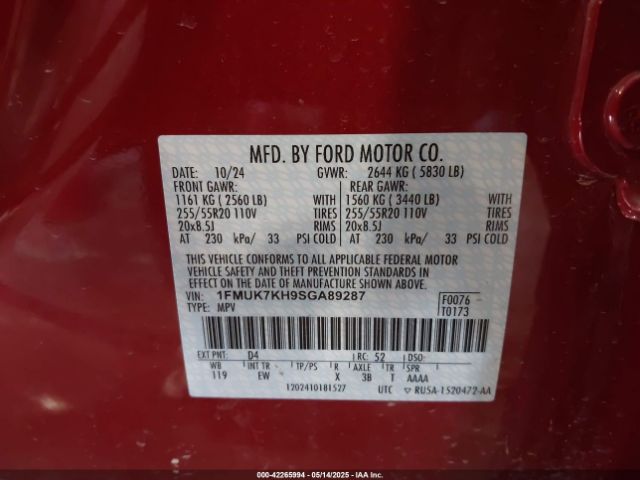 MFD. BY FORD MOTOR CO.
DATE: 10/24 GVWR: 2644 KG ( 5830 LB)
FRONT GAWR: REAR GAWR:
1161 KG ( 2560 LB) WITH 1560 KG ( 3440 LB) WITH
255/55R20 110V TIRES 255/55R20 110V TIRES
20x8.5J RIMS 20x8.5J RIMS
AT 230 kPa/ 33 PSI COLD AT 230 kPa/ 33 PSI COLD
THIS VEHICLE CONFORMS TO ALL APPLICABLE FEDERAL MOTOR
VEHICLE SAFETY AND THEFT PREVENTION STANDARDS IN
EFFECT ON THE DATE OF MANUFACTURE SHOWN ABOVE.
VIN: 1FMUK7KH9SGA89287 F0076
TYPE: MPV T0173
EXT PNT: D4 RC: 52 DSO:
WB INT TR TP/PS R AXLE TR SPR
119 EW X 3B T AAAA
1202410181527 UTC ▽ RU5A-1520472-AA
000-42265994 - 05/14/2025 - IAA Inc.